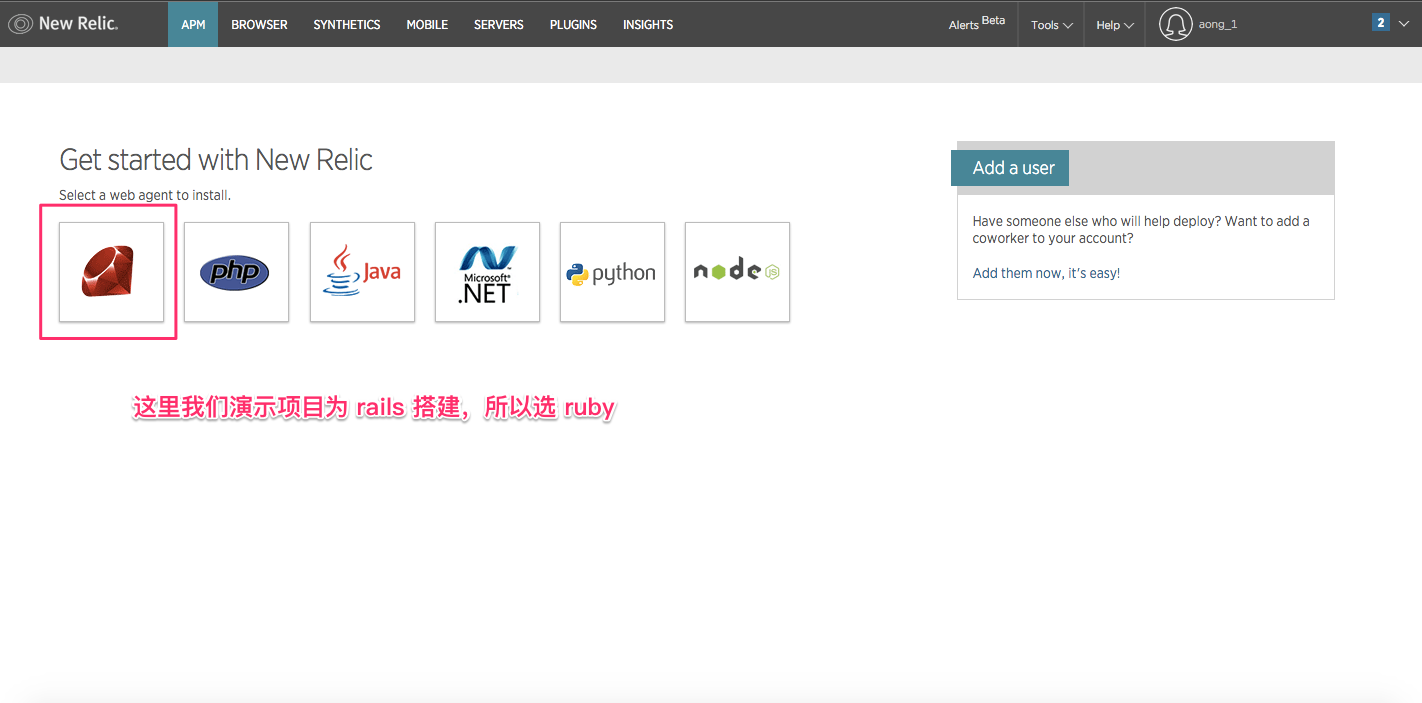 New Relic. APM BROWSER SYNTHETICS MOBILE SERVERS PLUGINS INSIGHTS Alerts Beta Tools Help aong_1 2
Get started with New Relic
Select a web agent to install.
php
Java
Microsoft®
.NET
python
node JS
这里我们演示项目为 rails 搭建，所以选 ruby
Add a user
Have someone else who will help deploy? Want to add a
coworker to your account?
Add them now, it's easy!